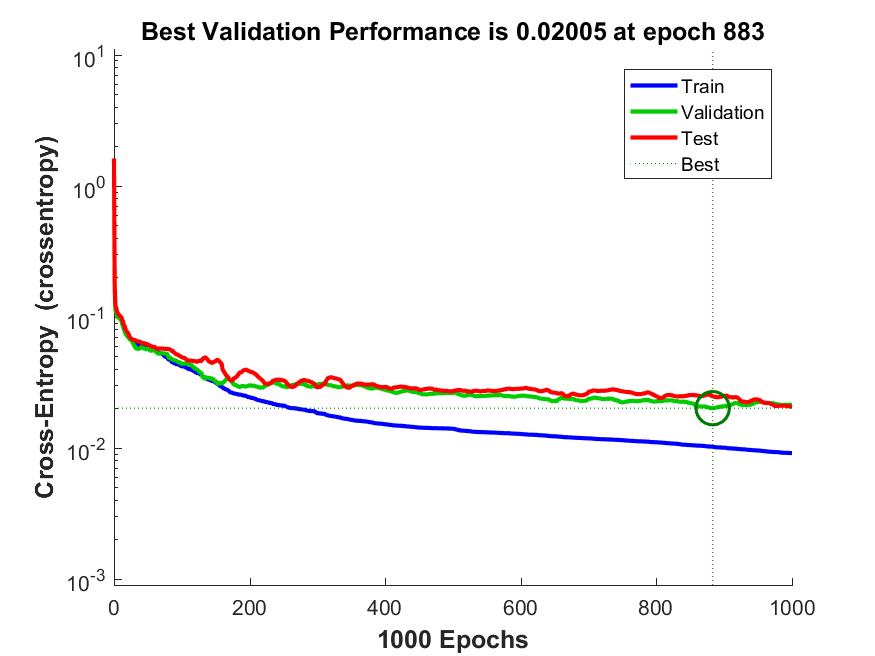 Best Validation Performance is 0.02005 at epoch 883
Cross-Entropy (crossentropy)
10^1
10^0
10^-1
10^-2
10^-3
Train
Validation
Test
Best
0 200 400 600 800 1000
1000 Epochs